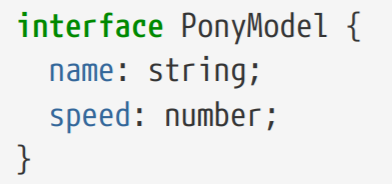 interface PonyModel {
  name: string;
  speed: number;
}